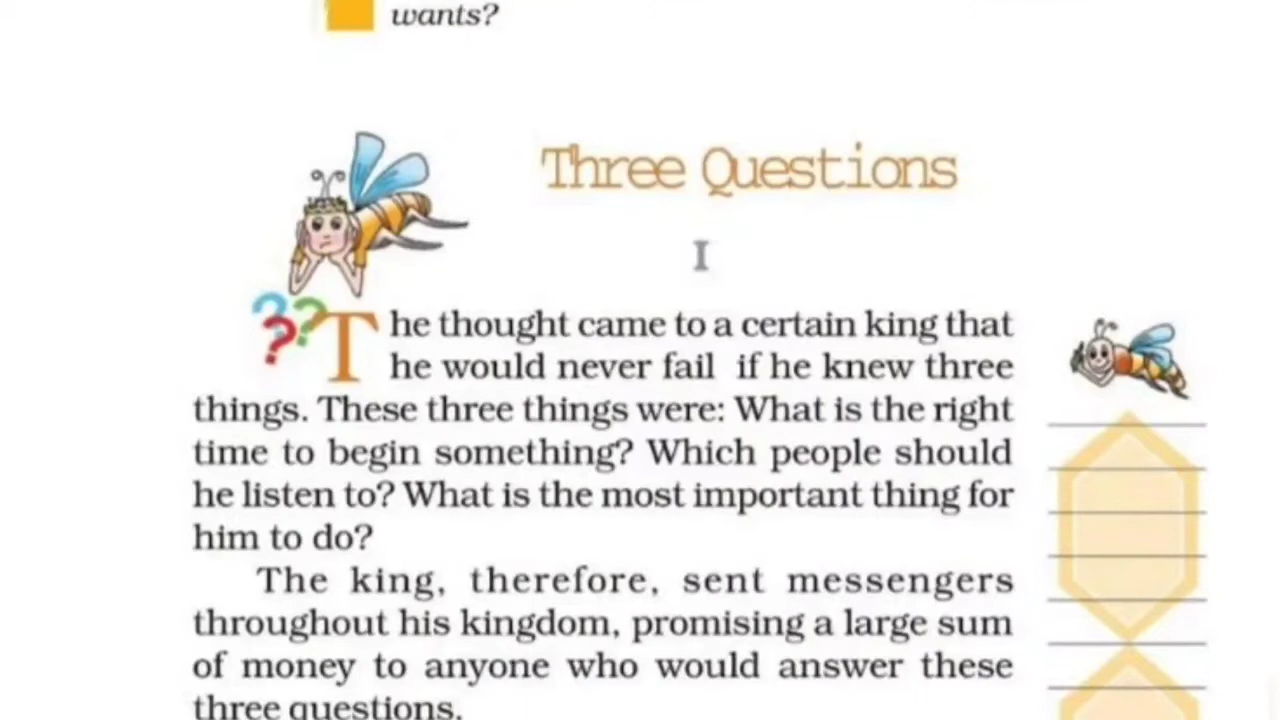 wants?
Three Questions
I
The thought came to a certain king that
he would never fail if he knew three
things. These three things were: What is the right
time to begin something? Which people should
he listen to? What is the most important thing for
him to do?
The king, therefore, sent messengers
throughout his kingdom, promising a large sum
of money to anyone who would answer these
three questions.